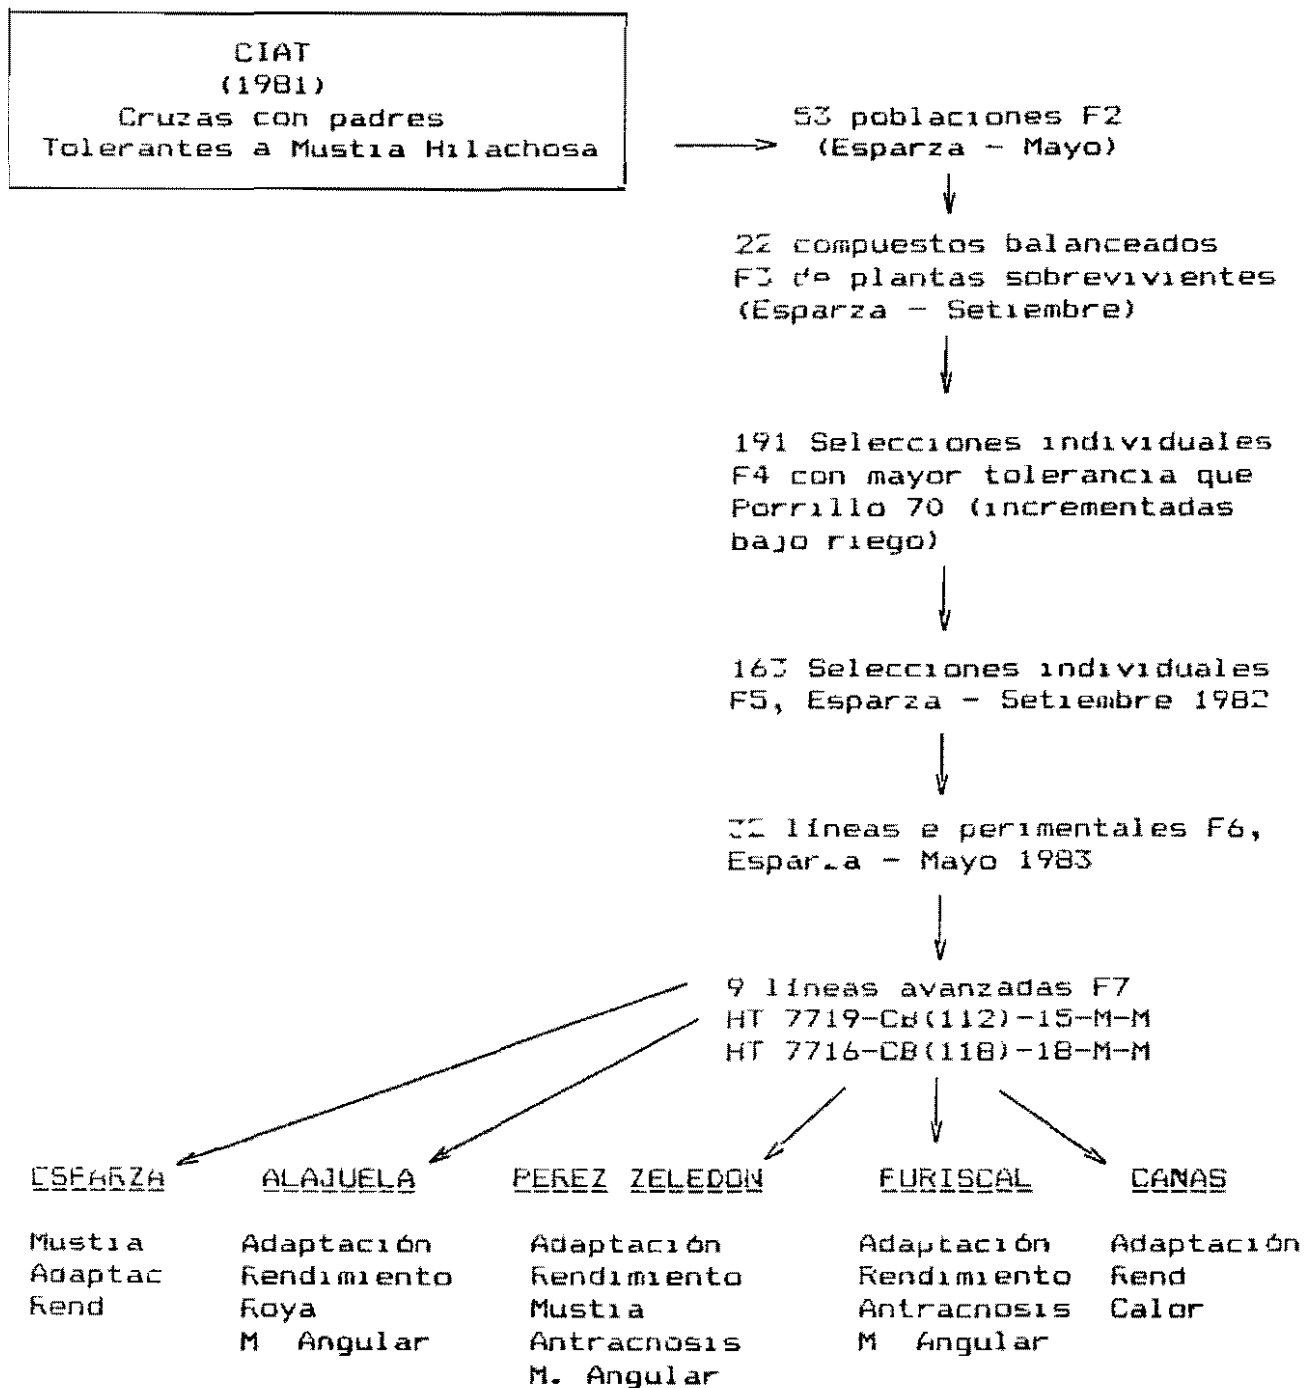 CIAT
(1981)
Cruzas con padres
Tolerantes a Mustia Hilachosa
53 poblaciones F2
(Esparza - Mayo)
22 compuestos balanceados
F3 de plantas sobrevivientes
(Esparza - Setiembre)
191 Selecciones individuales
F4 con mayor tolerancia que
Porrillo 70 (incrementadas
bajo riego)
163 Selecciones individuales
F5, Esparza - Setiembre 1982
líneas e perimentales F6,
Esparza - Mayo 1983
9 líneas avanzadas F7
HT 7719-CB(112)-15-M-M
HT 7716-CB(118)-18-M-M
ESPARZA
Mustia
Adaptac
Rend
ALAJUELA
Adaptación
Rendimiento
Roya
M Angular
PEREZ ZELEDON
Adaptación
Rendimiento
Mustia
Antracnosis
M. Angular
PURISCAL
Adaptación
Rendimiento
Antracnosis
M Angular
CANAS
Adaptación
Rend
Calor